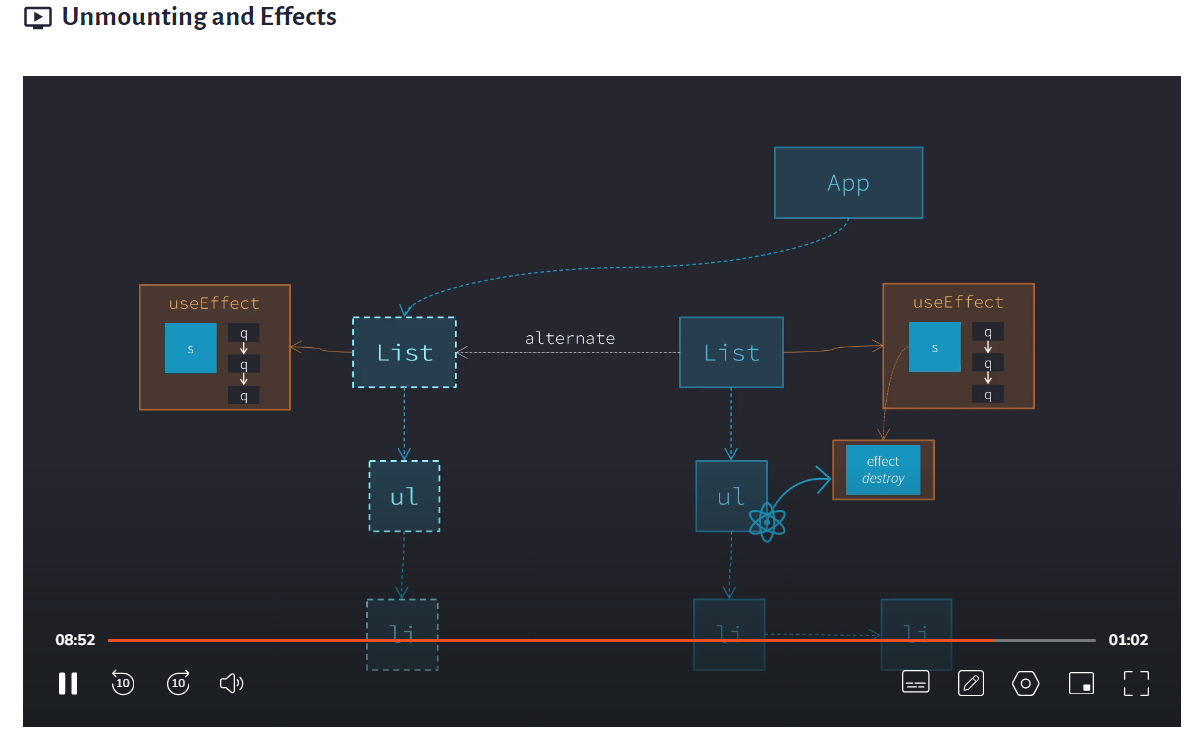 Unmounting and Effects
App
useEffect
s
q
q
q
List
alternate
List
useEffect
s
q
q
q
ul
ul
effect
destroy
li
li
li
08:52
01:02
10
10